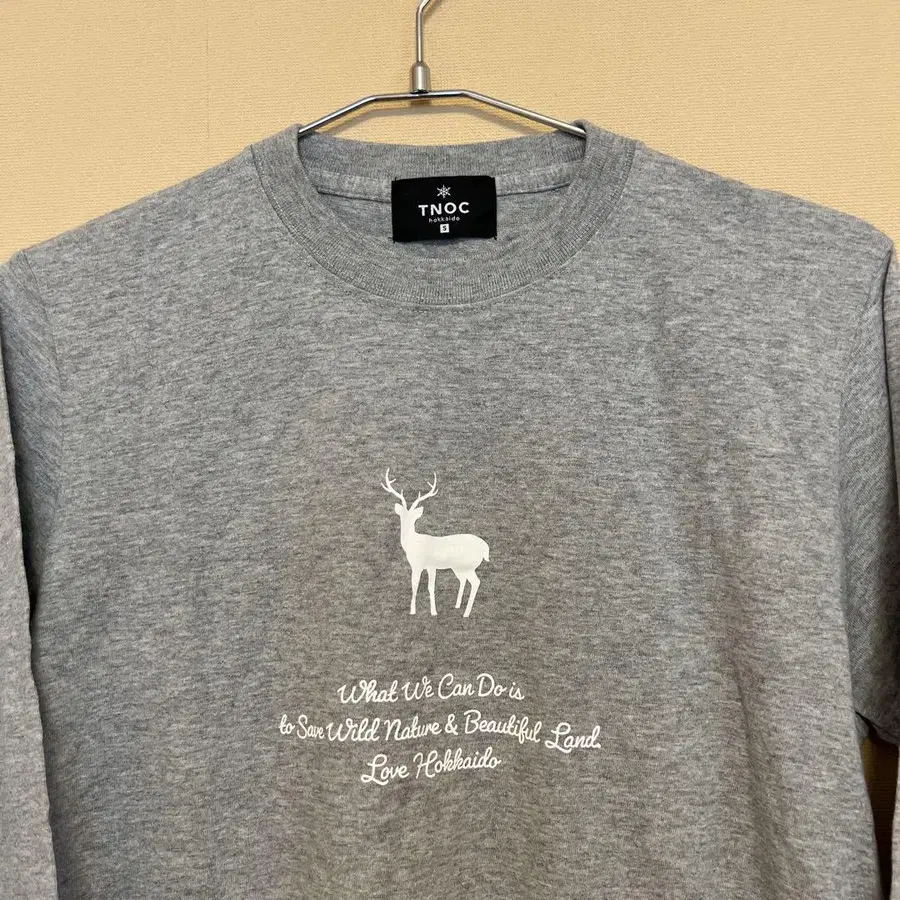 TNOC
hokkaido
S
What We Can Do is
to Save Wild Nature & Beautiful Land.
Love Hokkaido